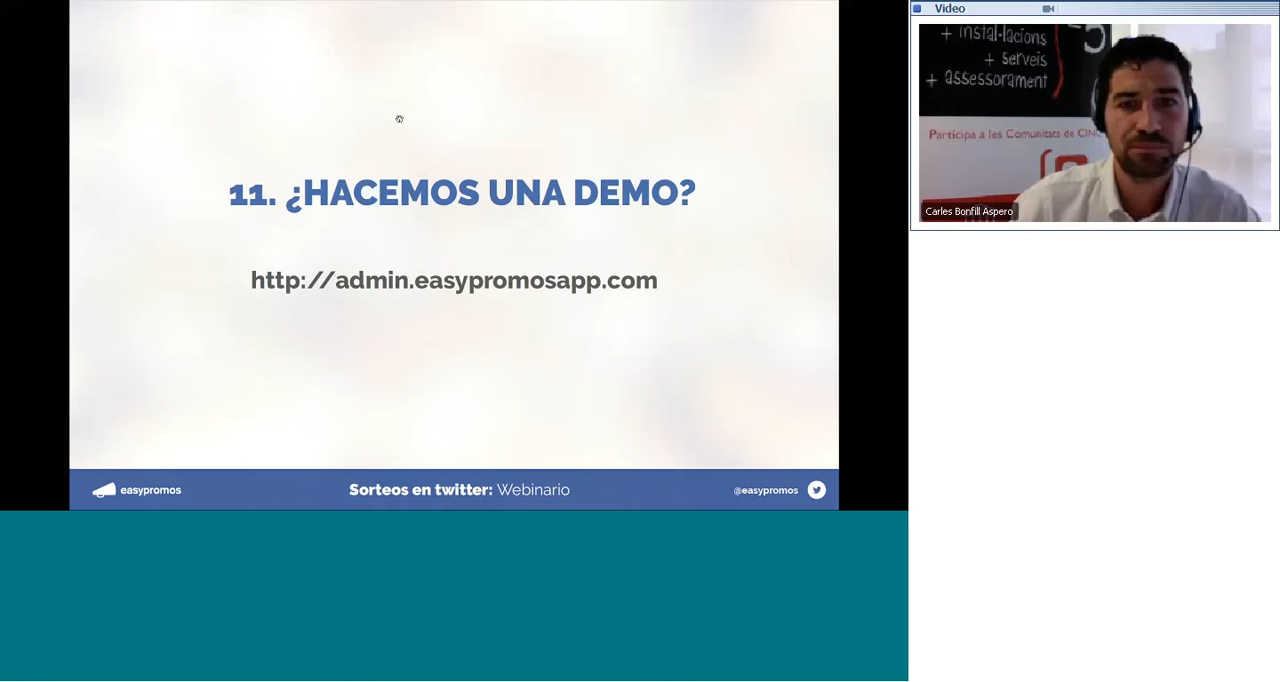 11. ¿HACEMOS UNA DEMO?
http://admin.easypromosapp.com
easypromos
Sorteos en twitter: Webinario
@easypromos
Video
+ instal·lacions
+ serveis
+ assessorament
Participa a les Comunitats de CINC
Carles Bonfill Aspero